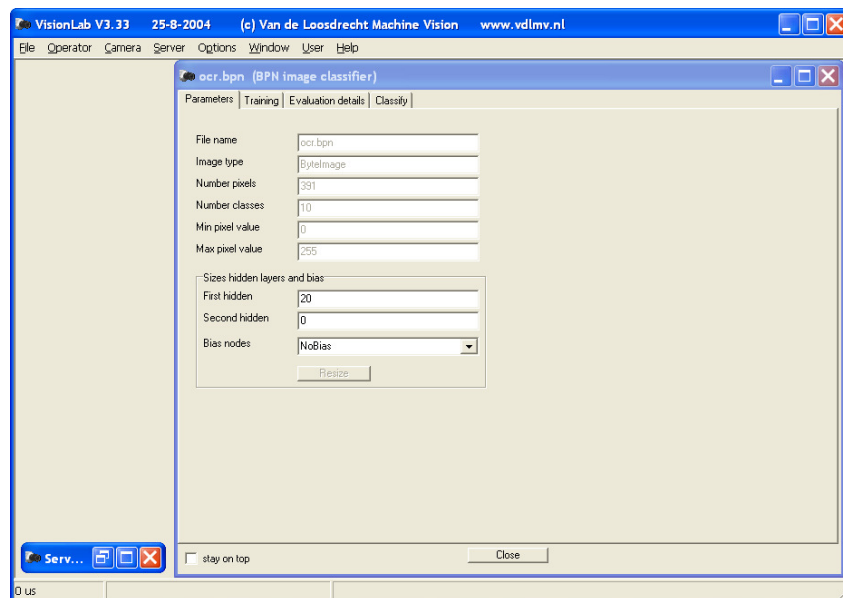 VisionLab V3.33 25-8-2004 (c) Van de Loosdrecht Machine Vision www.vdlmv.nl
File Operator Camera Server Options Window User Help
ocr.bpn (BPN image classifier)
Parameters Training Evaluation details Classify
File name ocr.bpn
Image type ByteImage
Number pixels 391
Number classes 10
Min pixel value 0
Max pixel value 255
Sizes hidden layers and bias
First hidden 20
Second hidden 0
Bias nodes NoBias
Resize
Serv...
stay on top Close
0 us